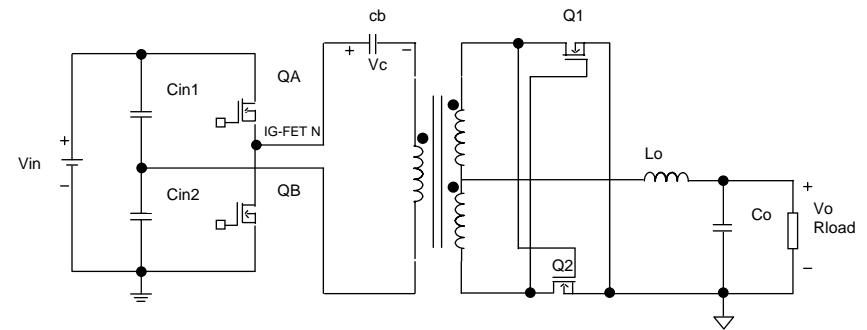 cb
Q1
+
−
Vc
QA
Cin1
IG-FET N
+
Vin
−
Lo
Cin2
QB
+
Co
Vo
Rload
Q2
−